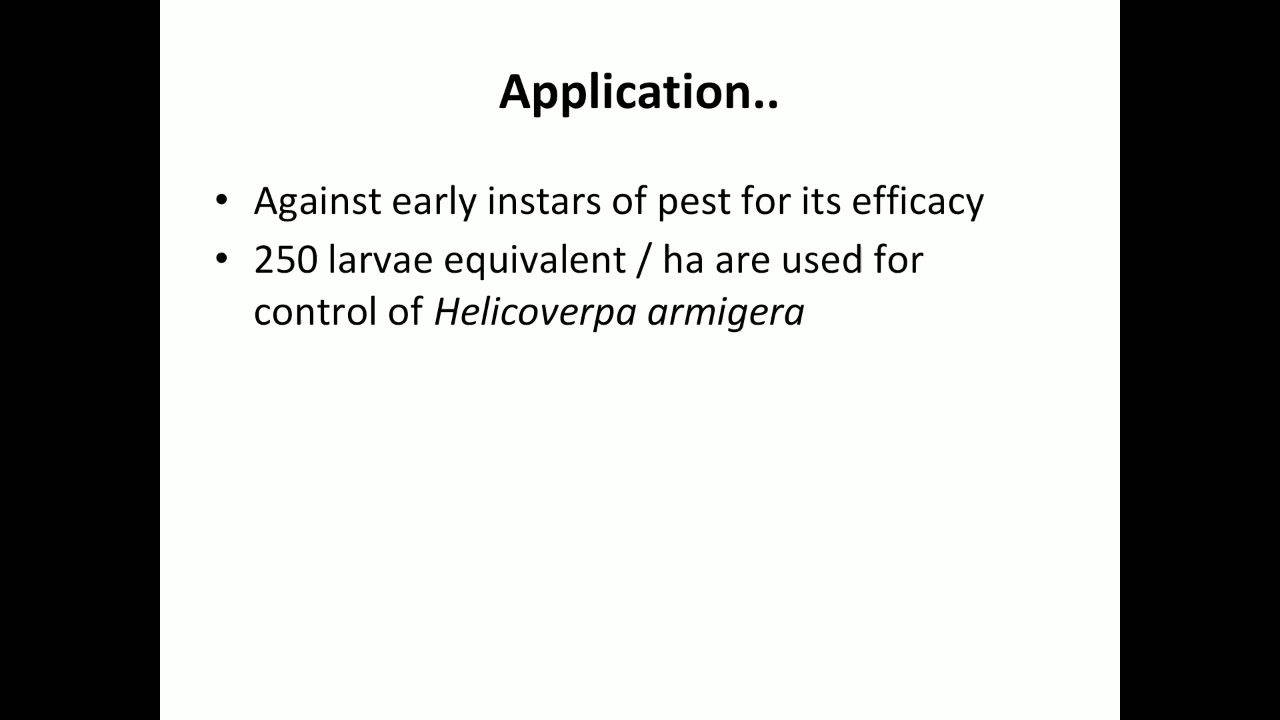 Application..
• Against early instars of pest for its efficacy
• 250 larvae equivalent / ha are used for
control of Helicoverpa armigera